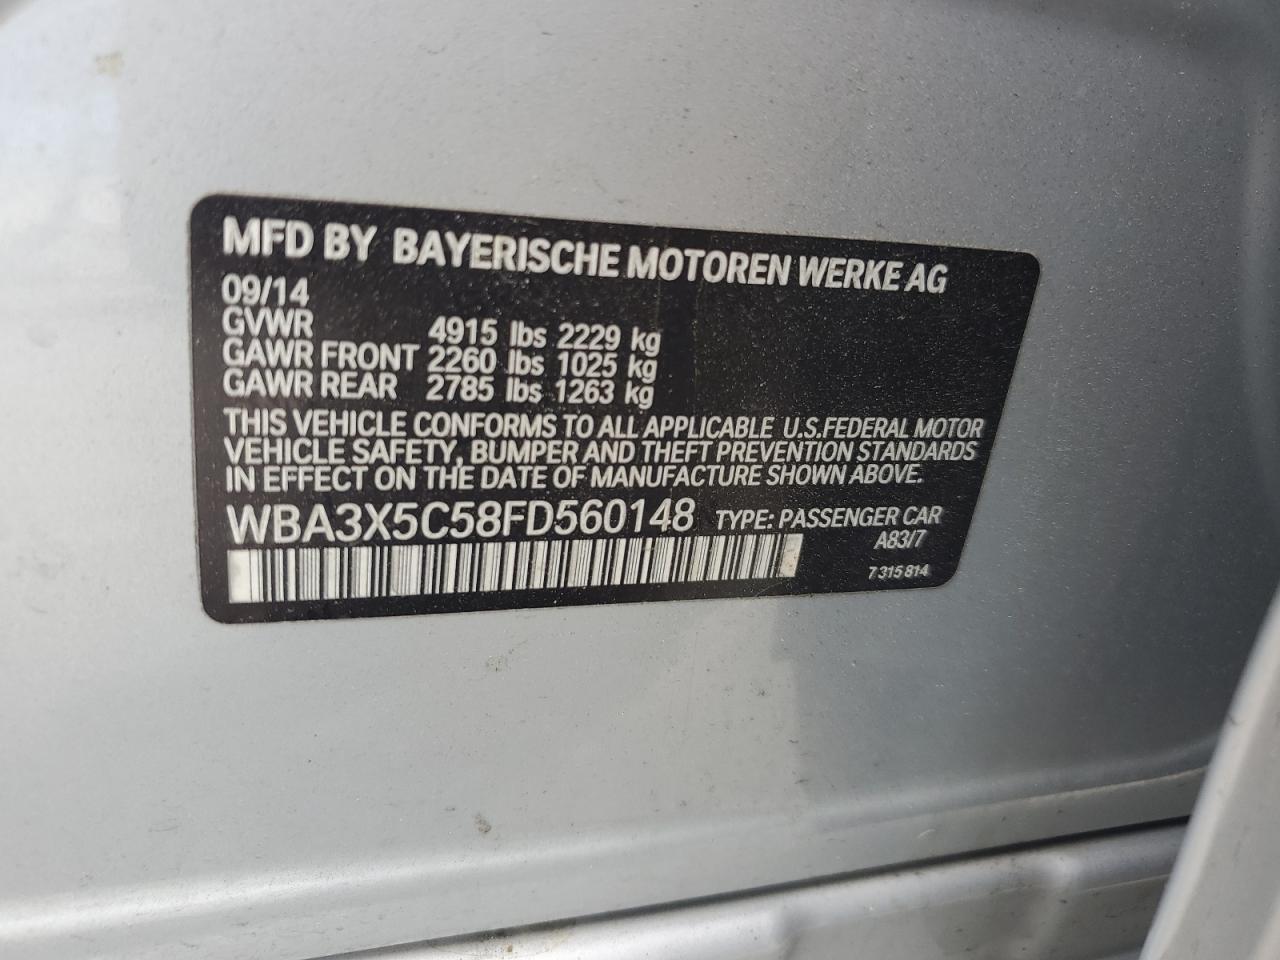 MFD BY BAYERISCHE MOTOREN WERKE AG
09/14
GVWR 4915 lbs 2229 kg
GAWR FRONT 2260 lbs 1025 kg
GAWR REAR 2785 lbs 1263 kg
THIS VEHICLE CONFORMS TO ALL APPLICABLE U.S.FEDERAL MOTOR
VEHICLE SAFETY, BUMPER AND THEFT PREVENTION STANDARDS
IN EFFECT ON THE DATE OF MANUFACTURE SHOWN ABOVE.
WBA3X5C58FD560148 TYPE: PASSENGER CAR
A83/7
7 315 814